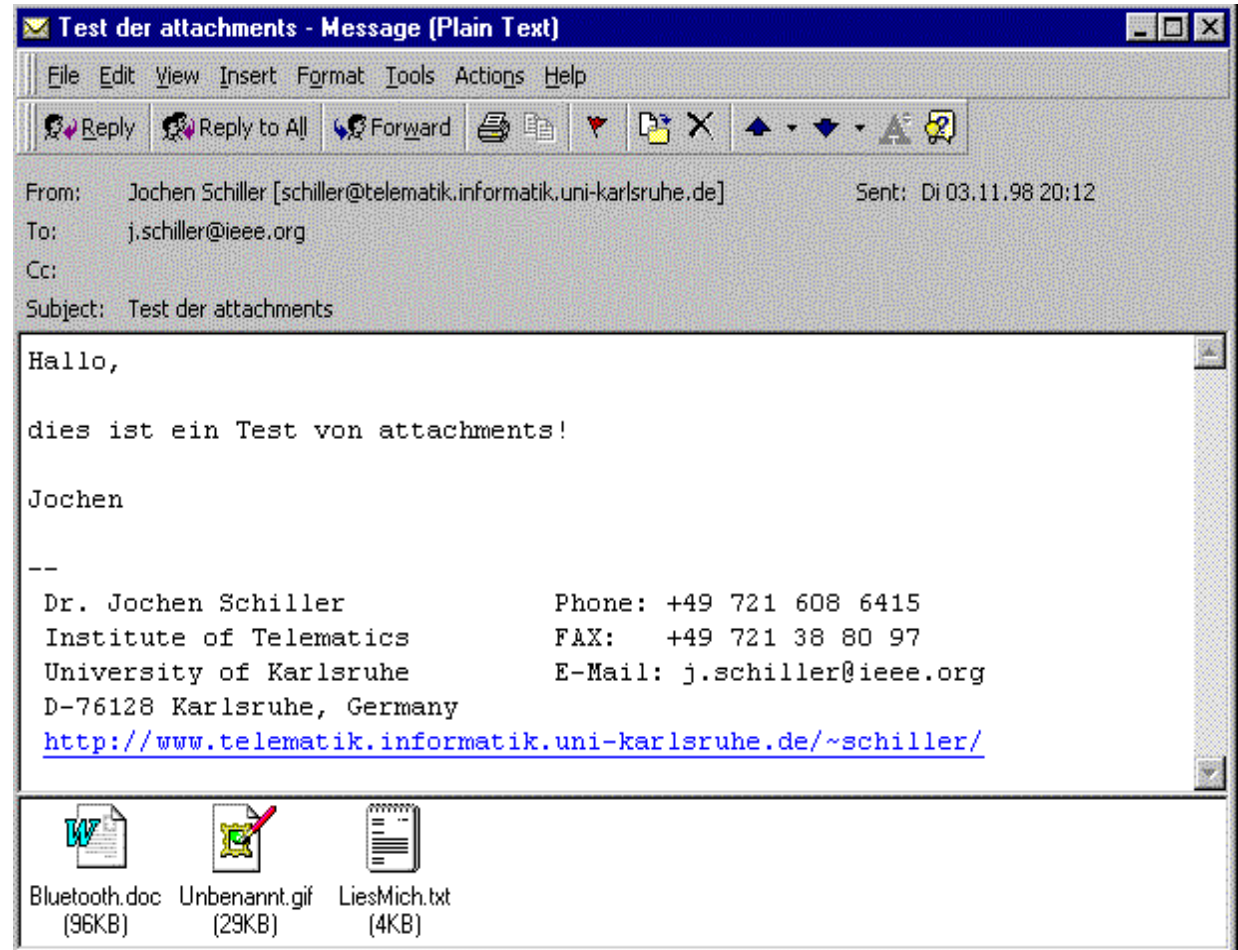 Test der attachments - Message (Plain Text)
File Edit View Insert Format Tools Actions Help
Reply Reply to All Forward
From: Jochen Schiller [schiller@telematik.informatik.uni-karlsruhe.de] Sent: Di 03.11.98 20:12
To: j.schiller@ieee.org
Cc:
Subject: Test der attachments
Hallo,
dies ist ein Test von attachments!
Jochen
--
Dr. Jochen Schiller Phone: +49 721 608 6415
Institute of Telematics FAX: +49 721 38 80 97
University of Karlsruhe E-Mail: j.schiller@ieee.org
D-76128 Karlsruhe, Germany
http://www.telematik.informatik.uni-karlsruhe.de/~schiller/
Bluetooth.doc Unbenannt.gif LiesMich.txt
(96KB) (29KB) (4KB)